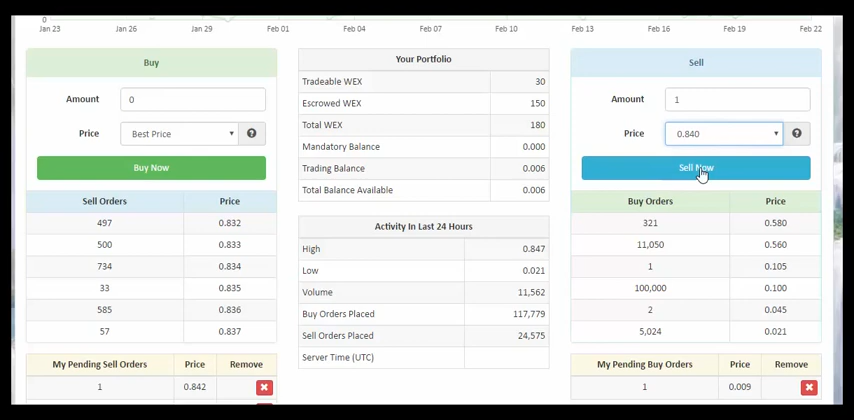 0
Jan 23 Jan 26 Jan 29 Feb 01 Feb 04 Feb 07 Feb 10 Feb 13 Feb 16 Feb 19 Feb 22
Buy
Amount 0
Price Best Price
Buy Now
Sell Orders Price
497 0.832
500 0.833
734 0.834
33 0.835
585 0.836
57 0.837
My Pending Sell Orders Price Remove
1 0.842
Your Portfolio
Tradeable WEX 30
Escrowed WEX 150
Total WEX 180
Mandatory Balance 0.000
Trading Balance 0.006
Total Balance Available 0.006
Activity In Last 24 Hours
High 0.847
Low 0.021
Volume 11,562
Buy Orders Placed 117,779
Sell Orders Placed 24,575
Server Time (UTC)
Sell
Amount 1
Price 0.840
Sell Now
Buy Orders Price
321 0.580
11,050 0.560
1 0.105
100,000 0.100
2 0.045
5,024 0.021
My Pending Buy Orders Price Remove
1 0.009